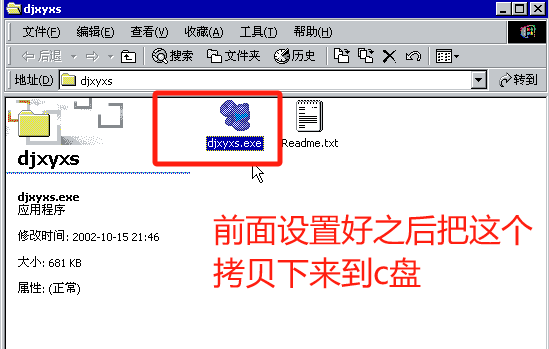 djxyxs
文件(F) 编辑(E) 查看(V) 收藏(A) 工具(T) 帮助(H)
后退 搜索 文件夹 历史
地址(D) djxyxs 转到
djxyxs.exe Readme.txt
djxyxs
djxyxs.exe
应用程序
修改时间: 2002-10-15 21:46
大小: 681 KB
属性: (正常)
前面设置好之后把这个
拷贝下来到c盘